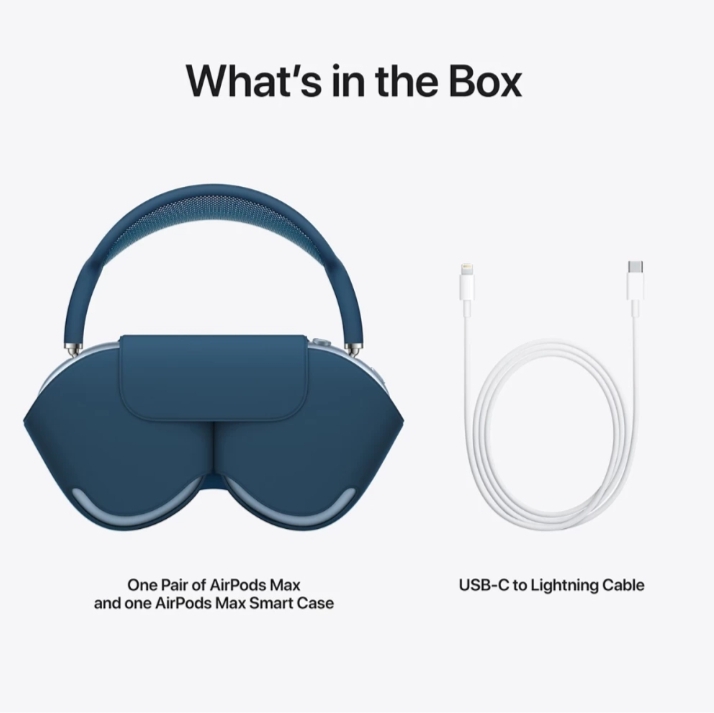 What’s in the Box
One Pair of AirPods Max
and one AirPods Max Smart Case
USB-C to Lightning Cable